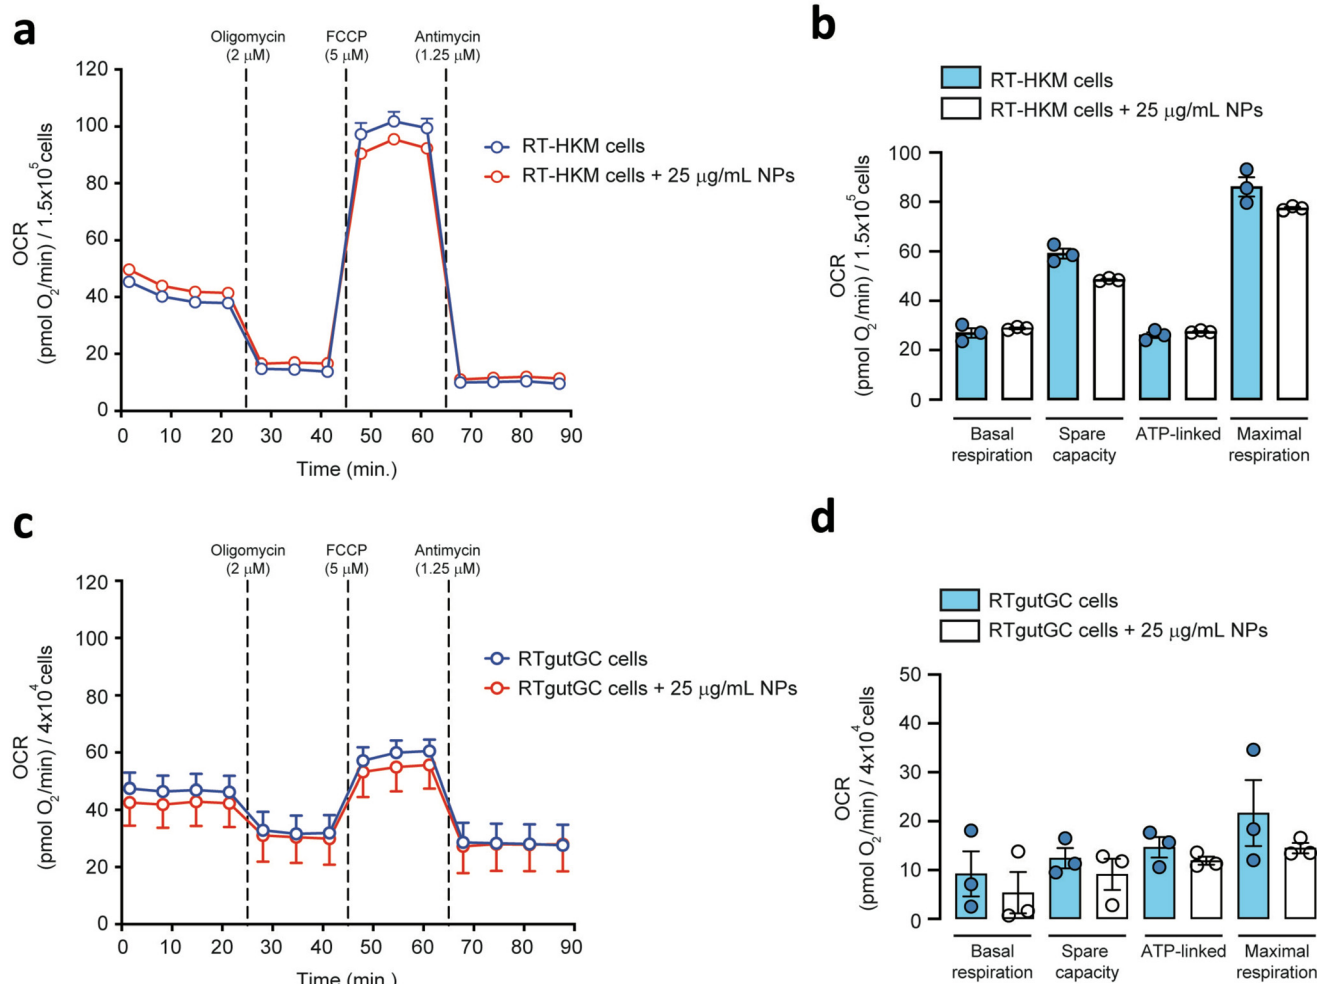 a
Oligomycin
(2 µM)
FCCP
(5 µM)
Antimycin
(1.25 µM)
OCR
(pmol O2/min) / 1.5x10^5 cells
120
100
80
60
40
20
0
0 10 20 30 40 50 60 70 80 90
Time (min.)
RT-HKM cells
RT-HKM cells + 25 µg/mL NPs
b
RT-HKM cells
RT-HKM cells + 25 µg/mL NPs
OCR
(pmol O2/min) / 1.5x10^5 cells
100
80
60
40
20
0
Basal
respiration
Spare
capacity
ATP-linked
Maximal
respiration
c
Oligomycin
(2 µM)
FCCP
(5 µM)
Antimycin
(1.25 µM)
OCR
(pmol O2/min) / 4x10^4 cells
120
100
80
60
40
20
0
0 10 20 30 40 50 60 70 80 90
Time (min.)
RTgutGC cells
RTgutGC cells + 25 µg/mL NPs
d
RTgutGC cells
RTgutGC cells + 25 µg/mL NPs
OCR
(pmol O2/min) / 4x10^4 cells
50
40
30
20
10
0
Basal
respiration
Spare
capacity
ATP-linked
Maximal
respiration